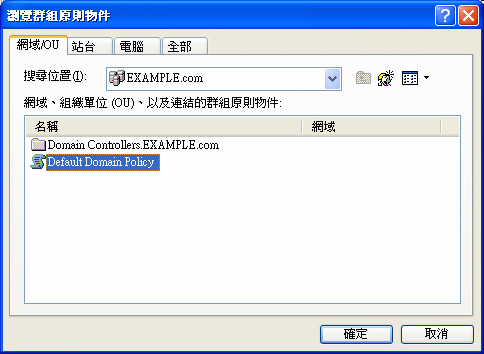 瀏覽群組原則物件
網域/OU 站台 電腦 全部
搜尋位置(I): EXAMPLE.com
網域、組織單位 (OU)、以及連結的群組原則物件:
名稱 網域
Domain Controllers.EXAMPLE.com
Default Domain Policy
確定 取消